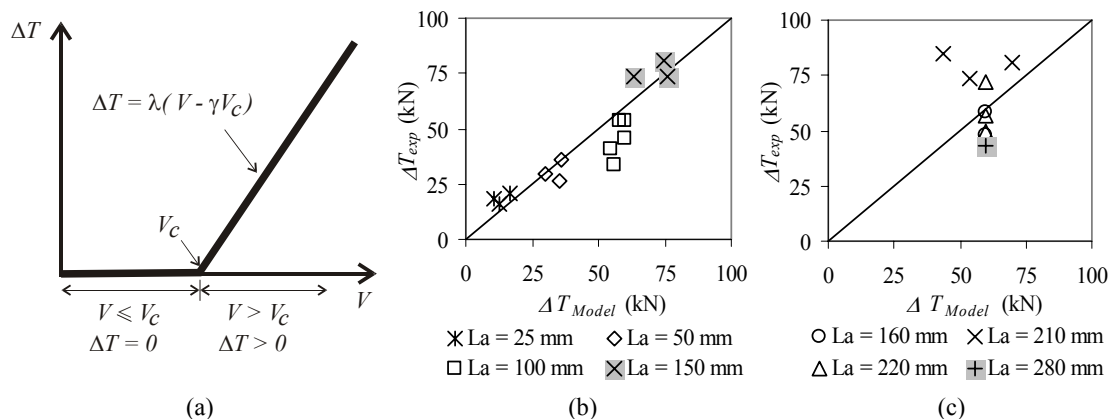 ΔT
ΔT = λ( V - γV_c)
V_c
V
V ⩽ V_c
V > V_c
ΔT = 0
ΔT > 0
(a)
100
75
50
25
0
ΔT_exp (kN)
0 25 50 75 100
Δ T_Model (kN)
La = 25 mm La = 50 mm
La = 100 mm La = 150 mm
(b)
100
75
50
25
0
ΔT_exp (kN)
0 25 50 75 100
Δ T_Model (kN)
La = 160 mm La = 210 mm
La = 220 mm La = 280 mm
(c)